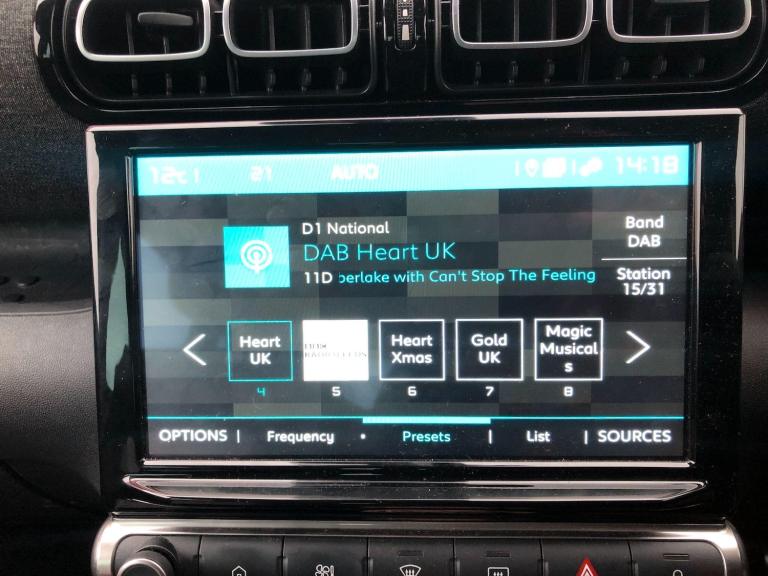 12c 21 AUTO 14:18
D1 National
DAB Heart UK
11D berlake with Can't Stop The Feeling
Band
DAB
Station
15/31
Heart
UK
Heart
Xmas
Gold
UK
Magic
Musical
s
4 5 6 7 8
OPTIONS | Frequency • Presets | List | SOURCES